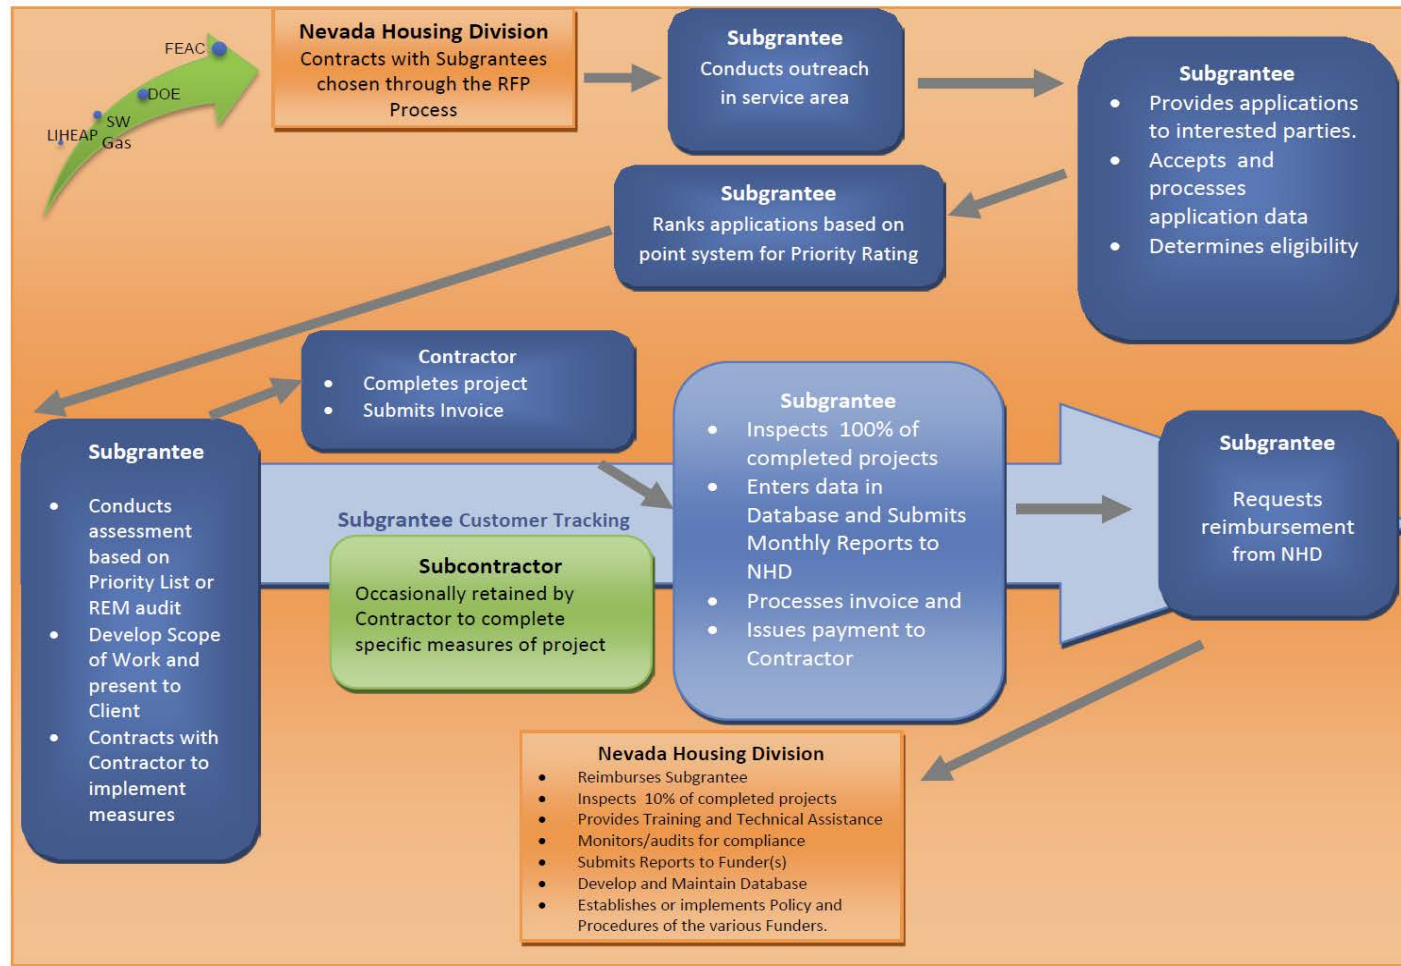 FEAC
DOE
SW
LIHEAP
Gas
Nevada Housing Division
Contracts with Subgrantees
chosen through the RFP
Process
Subgrantee
Conducts outreach
in service area
Subgrantee
• Provides applications
to interested parties.
• Accepts and
processes
application data
• Determines eligibility
Subgrantee
Ranks applications based on
point system for Priority Rating
Contractor
• Completes project
• Submits Invoice
Subgrantee
• Conducts
assessment
based on
Priority List or
REM audit
• Develop Scope
of Work and
present to
Client
• Contracts with
Contractor to
implement
measures
Subgrantee Customer Tracking
Subcontractor
Occasionally retained by
Contractor to complete
specific measures of project
Subgrantee
• Inspects 100% of
completed projects
• Enters data in
Database and Submits
Monthly Reports to
NHD
• Processes invoice and
• Issues payment to
Contractor
Subgrantee
Requests
reimbursement
from NHD
Nevada Housing Division
• Reimburses Subgrantee
• Inspects 10% of completed projects
• Provides Training and Technical Assistance
• Monitors/audits for compliance
• Submits Reports to Funder(s)
• Develop and Maintain Database
• Establishes or implements Policy and
Procedures of the various Funders.